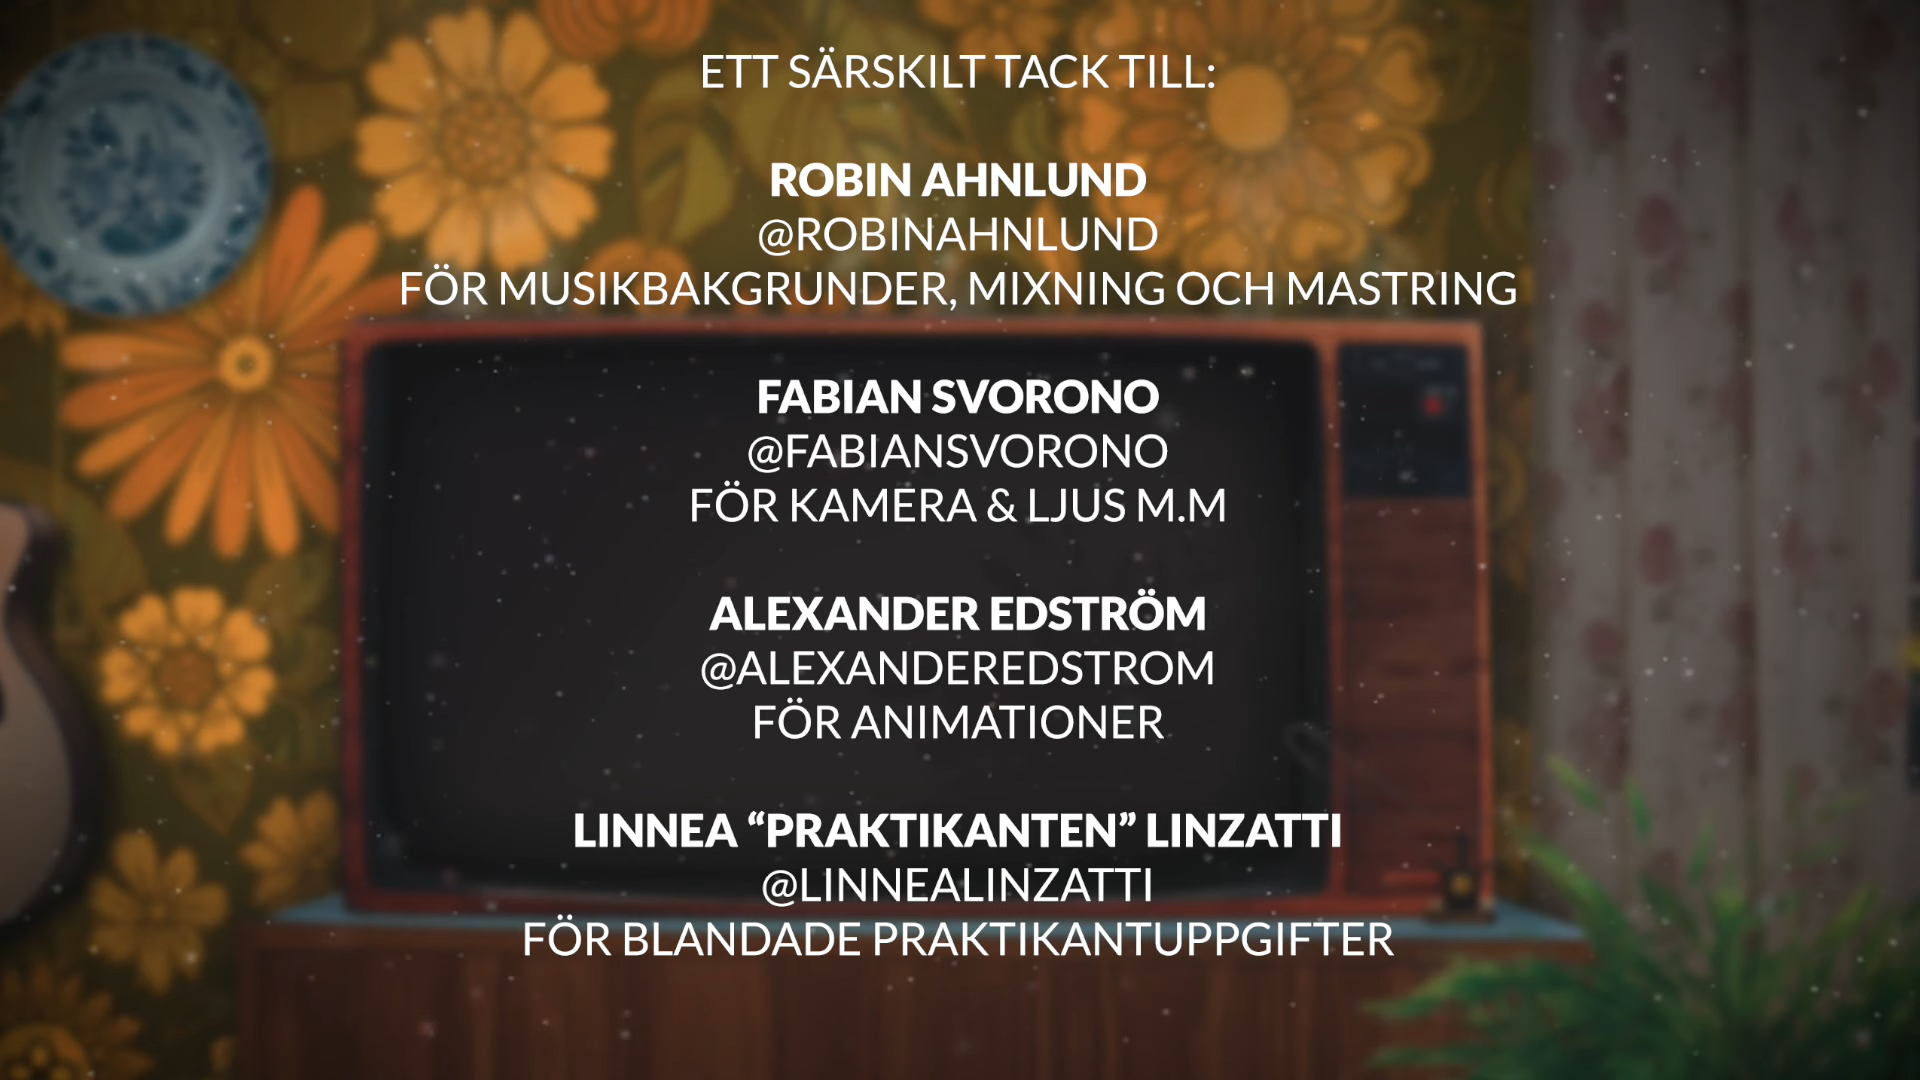 ETT SÄRSKILT TACK TILL:
ROBIN AHNLUND
@ROBINAHNLUND
FÖR MUSIKBAKGRUNDER, MIXNING OCH MASTRING
FABIAN SVORONO
@FABIANSVORONO
FÖR KAMERA & LJUS M.M
ALEXANDER EDSTRÖM
@ALEXANDEREDSTROM
FÖR ANIMATIONER
LINNEA “PRAKTIKANTEN” LINZATTI
@LINNEALINZATTI
FÖR BLANDADE PRAKTIKANTUPPGIFTER